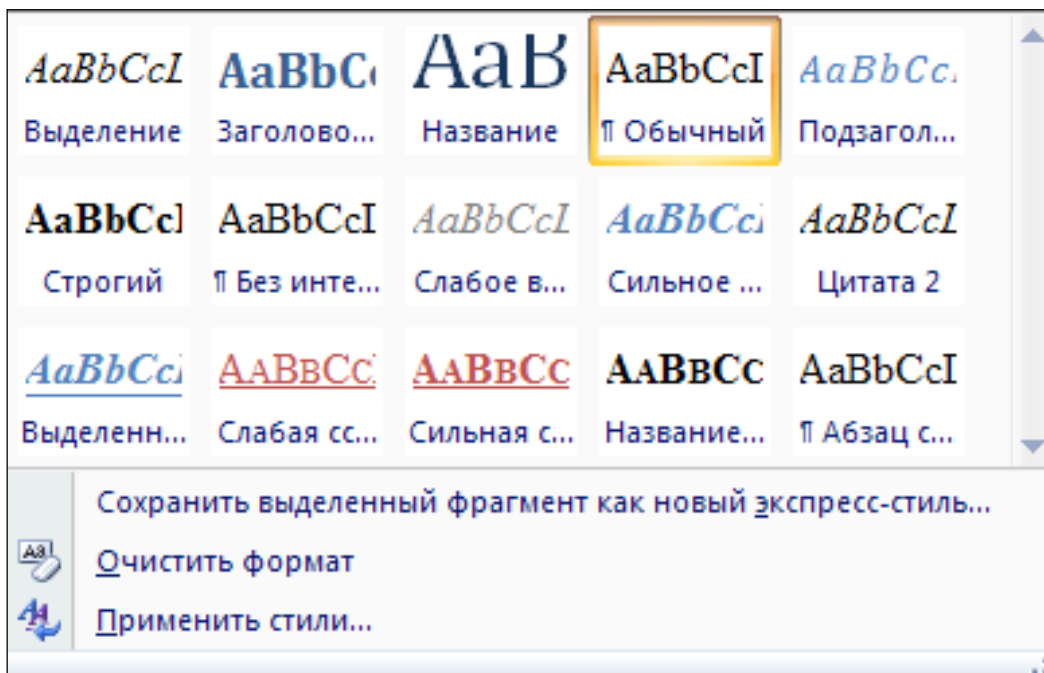 AaBbCcI AaBbC AaB AaBbCcI AaBbCc
Выделение Заголово... Название ¶ Обычный Подзагол...
AaBbCcI AaBbCcI AaBbCcI AaBbCcI AaBbCcI
Строгий ¶ Без инте... Слабое в... Сильное ... Цитата 2
AaBbCcI AABBCC AABBCC AABBCC AaBbCcI
Выделенн... Слабая сс... Сильная с... Название... ¶ Абзац с...
Сохранить выделенный фрагмент как новый экспресс-стиль...
Очистить формат
Применить стили...